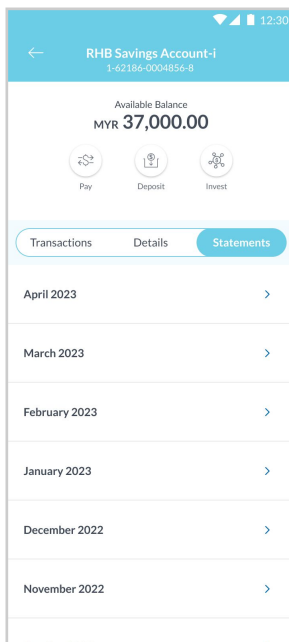 12:30
RHB Savings Account-i
1-62186-0004856-8
Available Balance
MYR 37,000.00
Pay Deposit Invest
Transactions Details Statements
April 2023
March 2023
February 2023
January 2023
December 2022
November 2022